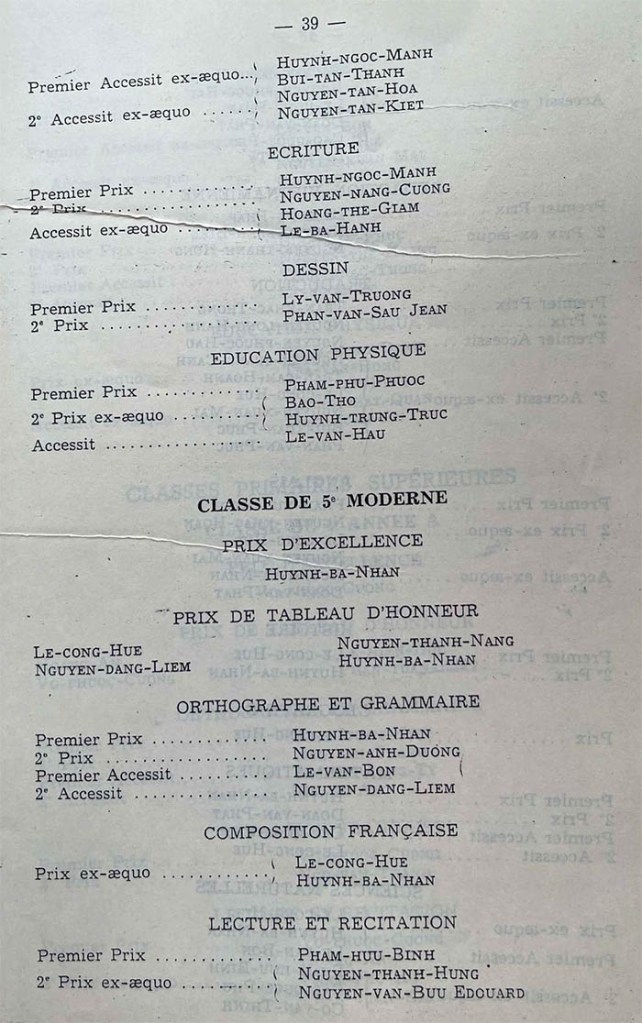 — 39 —
Premier Accessit ex-æquo... HUYNH-NGOC-MANH
BUI-TAN-THANH
2e Accessit ex-æquo ...... NGUYEN-TAN-HOA
NGUYEN-TAN-KIET
ECRITURE
Premier Prix ............. HUYNH-NGOC-MANH
2e Prix .................. NGUYEN-NANG-CUONG
Accessit ex-æquo ........ HOANG-THE-GIAM
LE-BA-HANH
DESSIN
Premier Prix ............. LY-VAN-TRUONG
2e Prix .................. PHAN-VAN-SAU JEAN
EDUCATION PHYSIQUE
Premier Prix ............. PHAM-PHU-PHUOC
2e Prix ex-æquo .......... BAO-THO
HUYNH-TRUNG-TRUC
Accessit ................. LE-VAN-HAU
CLASSE DE 5e MODERNE
PRIX D'EXCELLENCE
HUYNH-BA-NHAN
PRIX DE TABLEAU D'HONNEUR
LE-CONG-HUE NGUYEN-THANH-NANG
NGUYEN-DANG-LIEM HUYNH-BA-NHAN
ORTHOGRAPHE ET GRAMMAIRE
Premier Prix ............. HUYNH-BA-NHAN
2e Prix .................. NGUYEN-ANH-DUONG
Premier Accessit ......... LE-VAN-BON
2e Accessit .............. NGUYEN-DANG-LIEM
COMPOSITION FRANÇAISE
Prix ex-æquo ............ LE-CONG-HUE
HUYNH-BA-NHAN
LECTURE ET RECITATION
Premier Prix ............. PHAM-HUU-BINH
2e Prix ex-æquo .......... NGUYEN-THANH-HUNG
NGUYEN-VAN-BUU EDOUARD